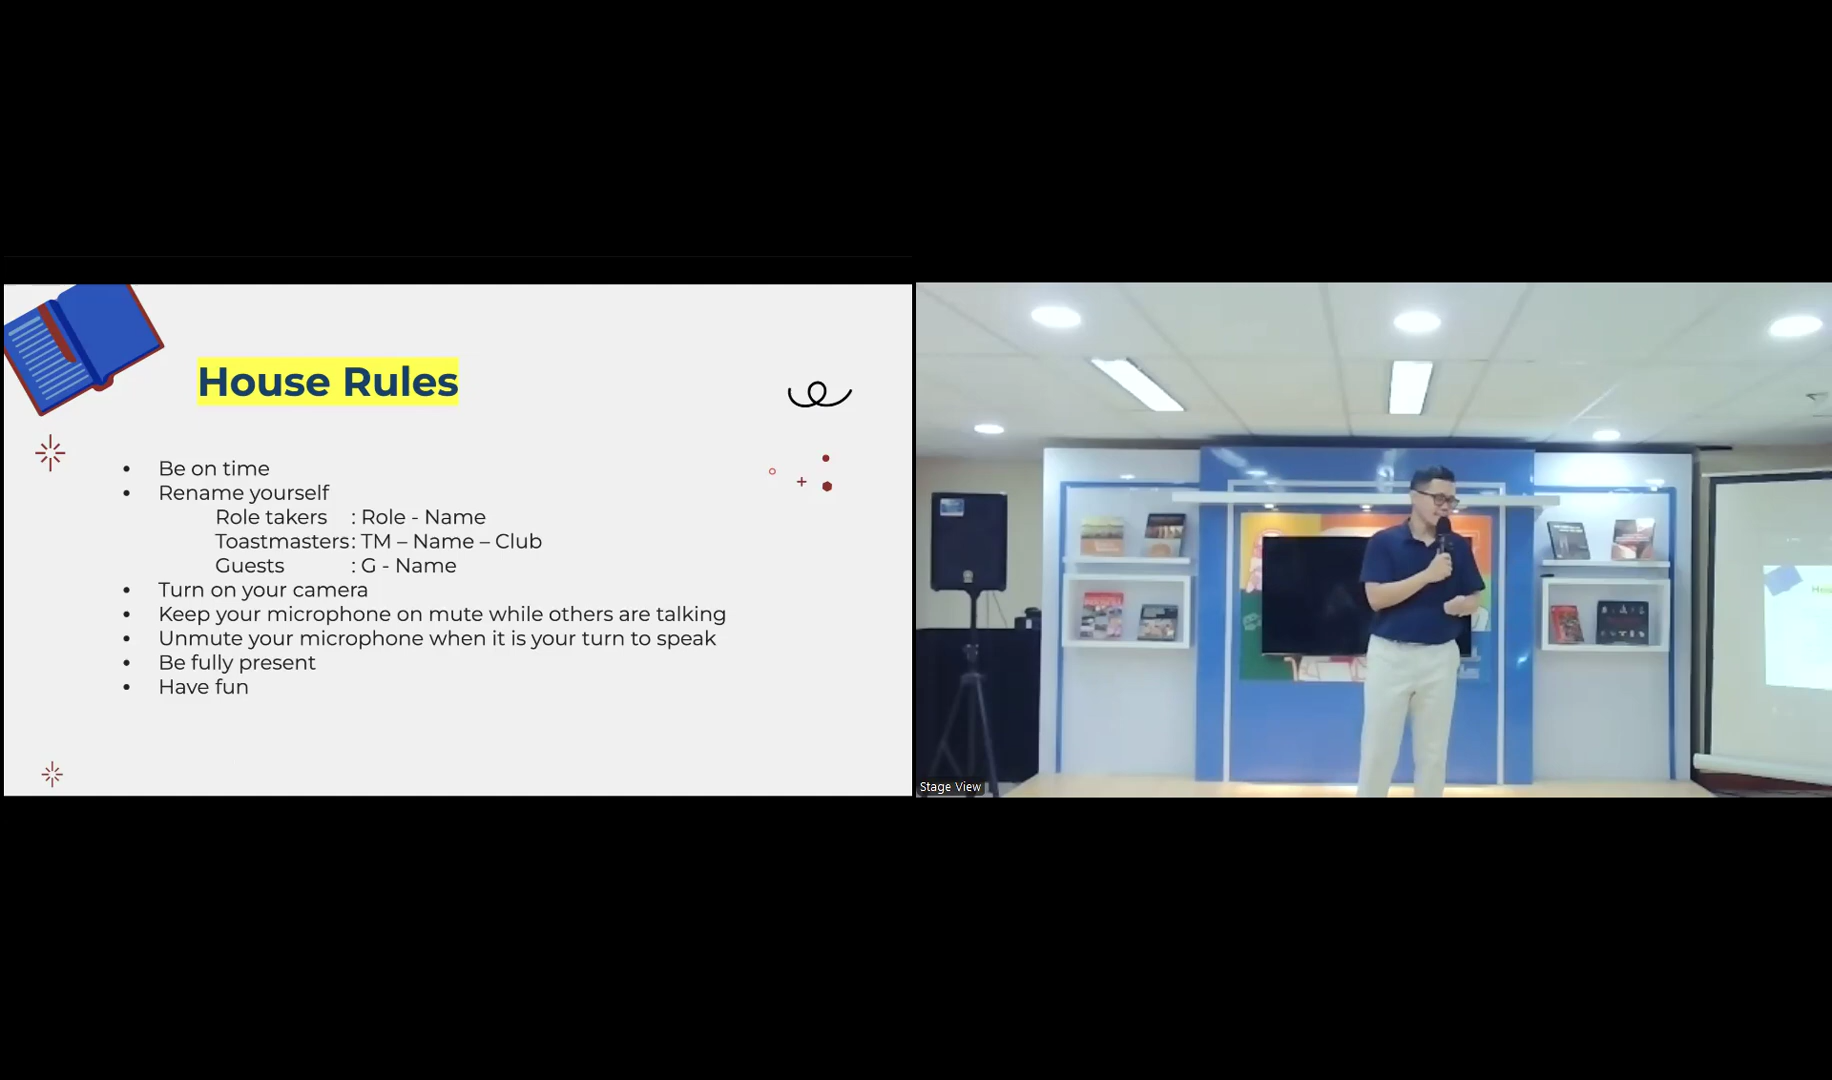 House Rules
• Be on time
• Rename yourself
Role takers : Role - Name
Toastmasters: TM – Name – Club
Guests : G - Name
• Turn on your camera
• Keep your microphone on mute while others are talking
• Unmute your microphone when it is your turn to speak
• Be fully present
• Have fun
Stage View